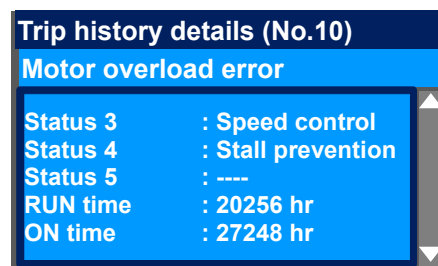 Trip history details (No.10)
Motor overload error
Status 3 : Speed control
Status 4 : Stall prevention
Status 5 : ----
RUN time : 20256 hr
ON time : 27248 hr